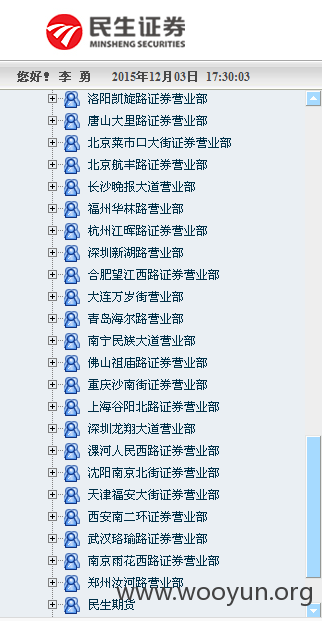 民生证券
MINSHENG SECURITIES
您好! 李 勇 2015年12月03日 17:30:03
洛阳凯旋路证券营业部
唐山大里路证券营业部
北京菜市口大街证券营业部
北京航丰路证券营业部
长沙晚报大道营业部
福州华林路营业部
杭州江晖路证券营业部
深圳新湖路营业部
合肥望江西路证券营业部
大连万岁街营业部
青岛海尔路营业部
南宁民族大道营业部
佛山祖庙路证券营业部
重庆沙南街证券营业部
上海谷阳北路证券营业部
深圳龙翔大道营业部
漯河人民西路证券营业部
沈阳南京北街证券营业部
天津福安大街证券营业部
西安南二环证券营业部
武汉珞瑜路证券营业部
南京雨花西路证券营业部
郑州汝河路营业部
民生期货
www.wooyun.org